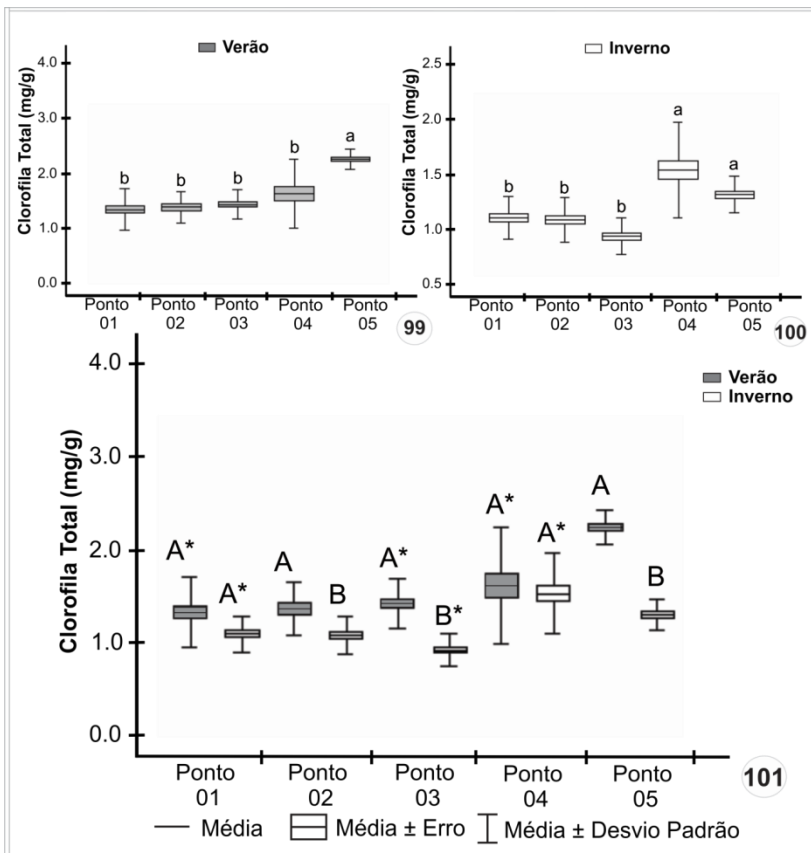 Verão
Clorofila Total (mg/g)
4.0
3.0
2.0
1.0
0.0
b
b
b
b
a
Ponto 01
Ponto 02
Ponto 03
Ponto 04
Ponto 05
99
Inverno
Clorofila Total (mg/g)
2.5
2.0
1.5
1.0
0.5
b
b
b
a
a
Ponto 01
Ponto 02
Ponto 03
Ponto 04
Ponto 05
100
Verão
Inverno
Clorofila Total (mg/g)
4.0
3.0
2.0
1.0
0.0
A*
A*
A
B
A*
B*
A*
A*
A
B
Ponto 01
Ponto 02
Ponto 03
Ponto 04
Ponto 05
101
Média
Média ± Erro
Média ± Desvio Padrão